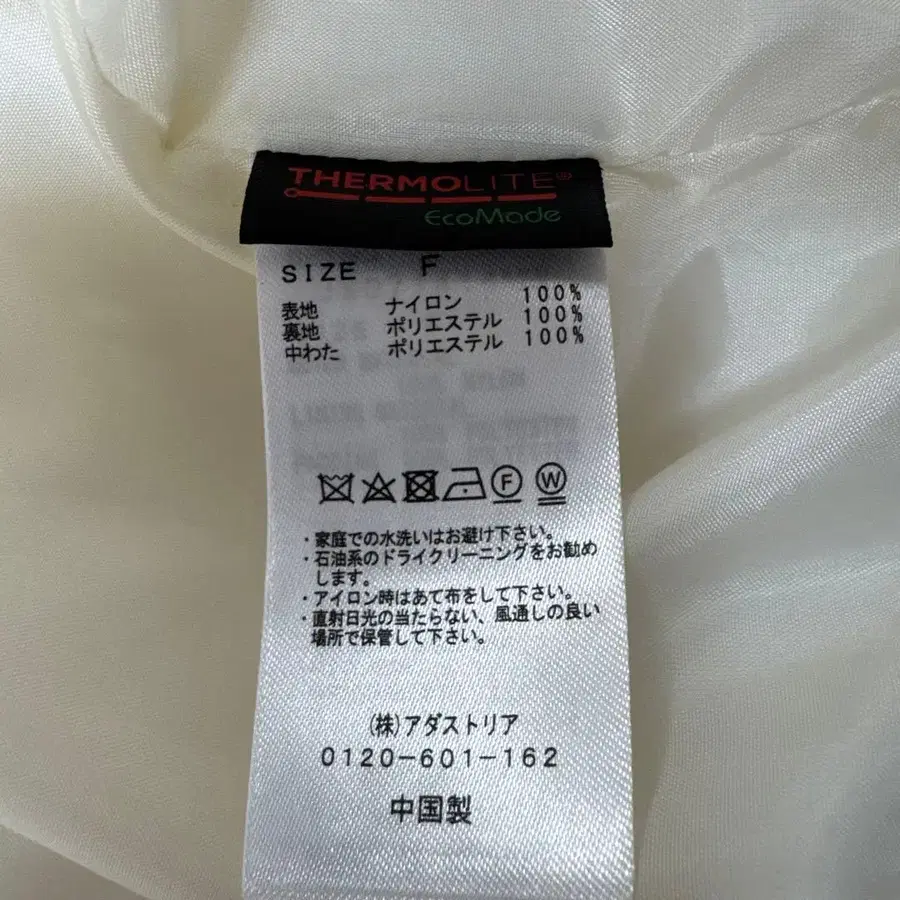 THERMOLITE®
EcoMade
SIZE F
表地 ナイロン 100%
裏地 ポリエステル 100%
中わた ポリエステル 100%
F W
・家庭での水洗いはお避け下さい。
・石油系のドライクリーニングをお勧め
します。
・アイロン時はあて布をして下さい。
・直射日光の当たらない、風通しの良い
場所で保管して下さい。
(株)アダストリア
0120-601-162
中国製